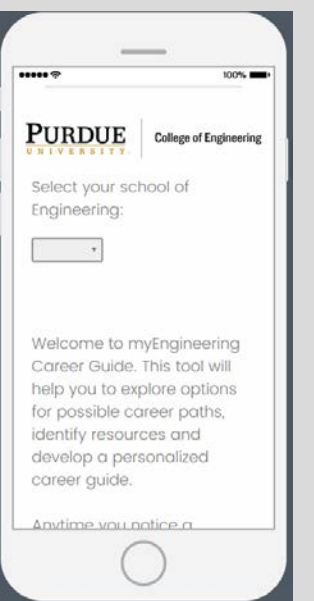 100%
PURDUE
UNIVERSITY.
College of Engineering
Select your school of
Engineering:
Welcome to myEngineering
Career Guide. This tool will
help you to explore options
for possible career paths,
identify resources and
develop a personalized
career guide.
Anytime you notice a